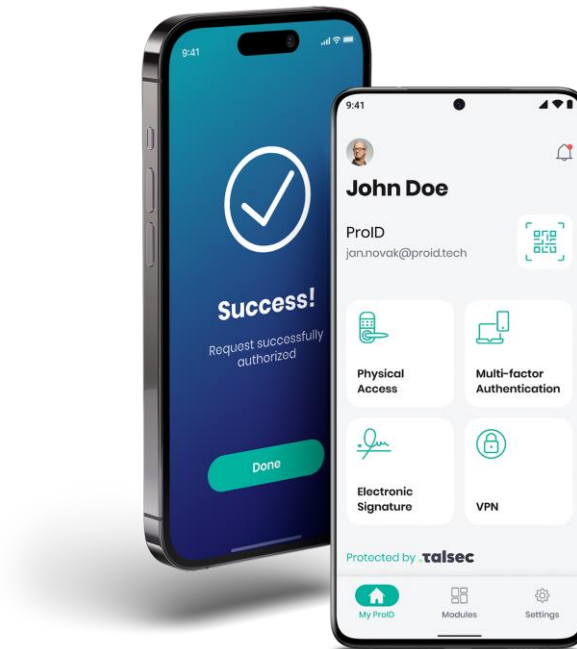 9:41
Success!
Request successfully
authorized
Done
9:41
John Doe
ProID
jan.novak@proid.tech
Physical
Access
Multi-factor
Authentication
Electronic
Signature
VPN
Protected by .talsec
My ProID
Modules
Settings